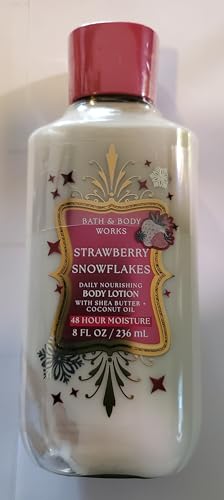 BATH & BODY
WORKS
STRAWBERRY
SNOWFLAKES
DAILY NOURISHING
BODY LOTION
WITH SHEA BUTTER +
COCONUT OIL
48 HOUR MOISTURE
8 FL OZ / 236 mL